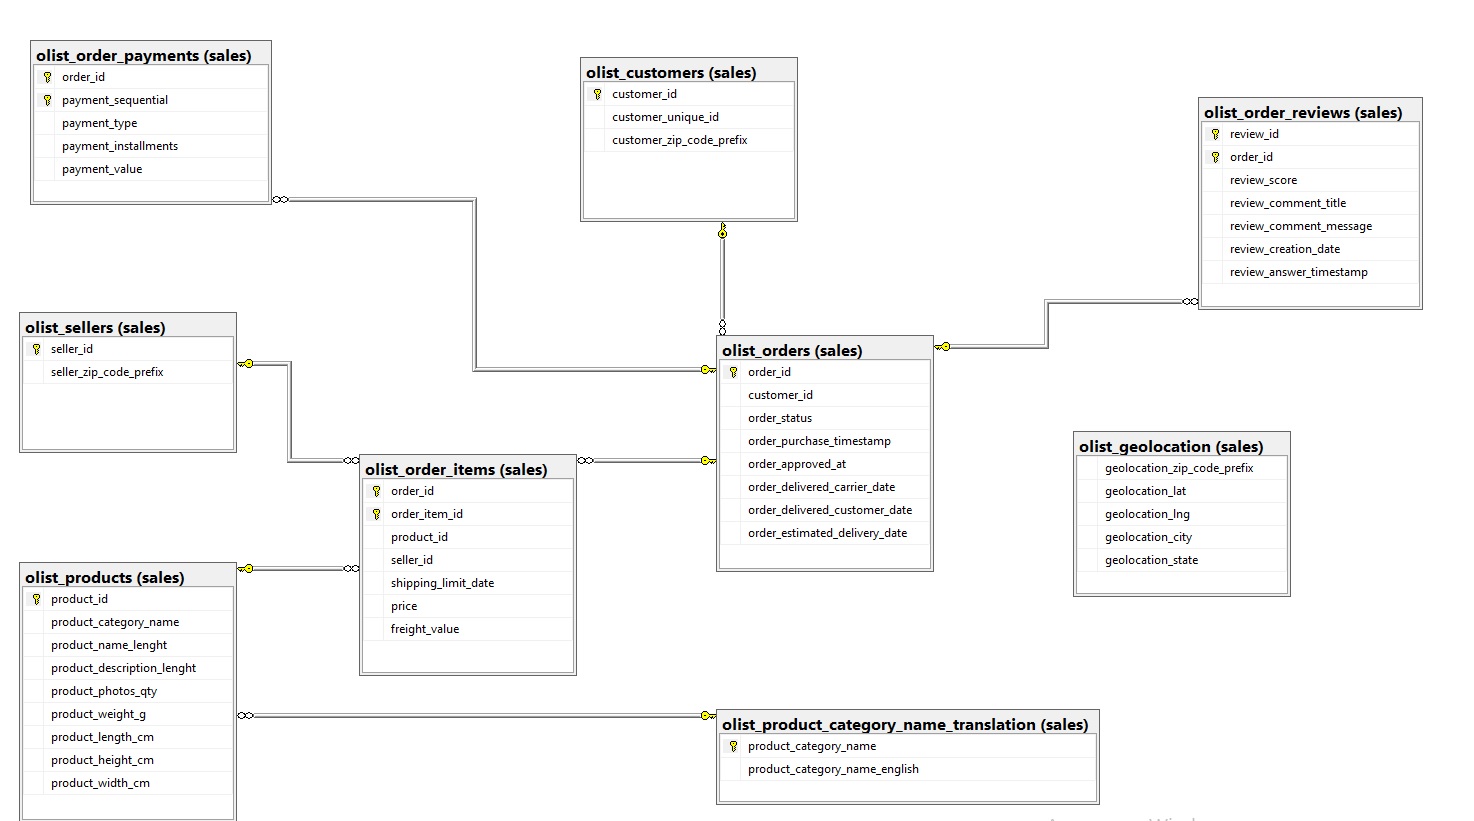 olist_order_payments (sales)
order_id
payment_sequential
payment_type
payment_installments
payment_value
olist_customers (sales)
customer_id
customer_unique_id
customer_zip_code_prefix
olist_order_reviews (sales)
review_id
order_id
review_score
review_comment_title
review_comment_message
review_creation_date
review_answer_timestamp
olist_sellers (sales)
seller_id
seller_zip_code_prefix
olist_orders (sales)
order_id
customer_id
order_status
order_purchase_timestamp
order_approved_at
order_delivered_carrier_date
order_delivered_customer_date
order_estimated_delivery_date
olist_geolocation (sales)
geolocation_zip_code_prefix
geolocation_lat
geolocation_lng
geolocation_city
geolocation_state
olist_order_items (sales)
order_id
order_item_id
product_id
seller_id
shipping_limit_date
price
freight_value
olist_products (sales)
product_id
product_category_name
product_name_lenght
product_description_lenght
product_photos_qty
product_weight_g
product_length_cm
product_height_cm
product_width_cm
olist_product_category_name_translation (sales)
product_category_name
product_category_name_english